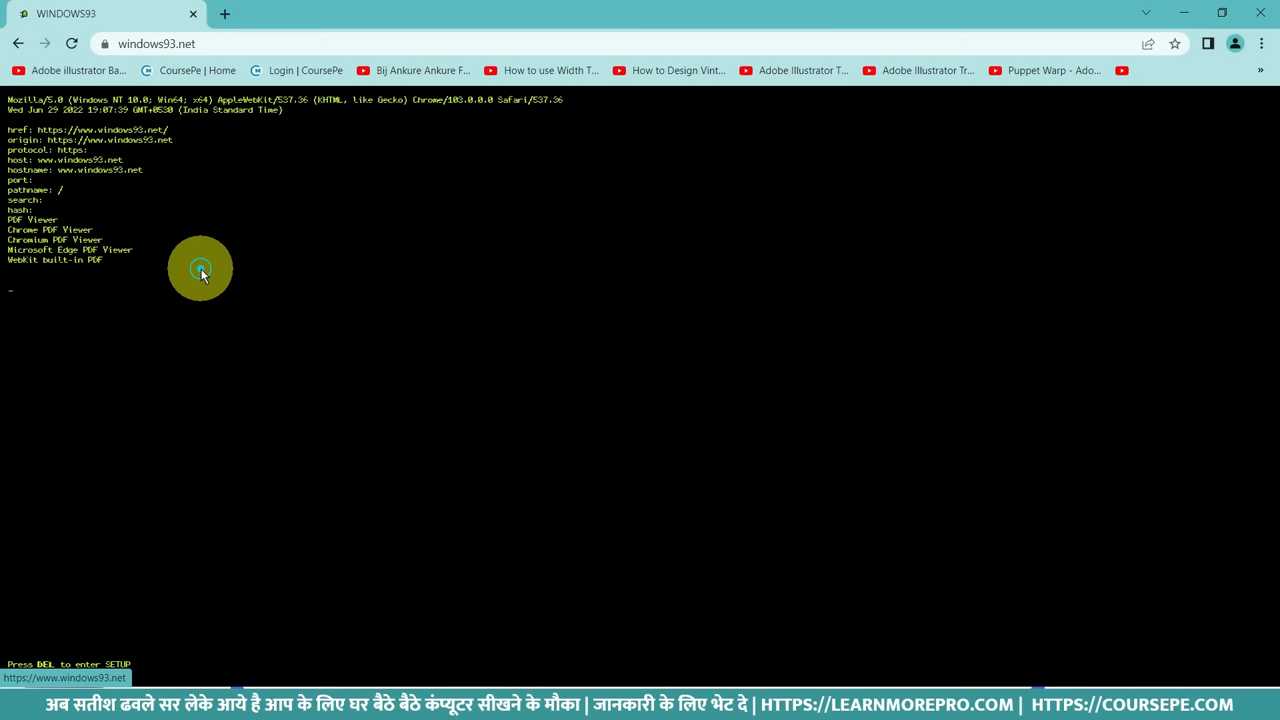 WINDOWS93
windows93.net
Adobe illustrator Ba...
CoursePe | Home
Login | CoursePe
Bij Ankure Ankure F...
How to use Width T...
How to Design Vint...
Adobe Illustrator T...
Adobe Illustrator Tr...
Puppet Warp - Ado...
»
Mozilla/5.0 (Windows NT 10.0; Win64; x64) AppleWebKit/537.36 (KHTML, like Gecko) Chrome/103.0.0.0 Safari/537.36
Wed Jun 29 2022 19:07:39 GMT+0530 (India Standard Time)
href: https://www.windows93.net/
origin: https://www.windows93.net
protocol: https:
host: www.windows93.net
hostname: www.windows93.net
port:
pathname: /
search:
hash:
PDF Viewer
Chrome PDF Viewer
Chromium PDF Viewer
Microsoft Edge PDF Viewer
WebKit built-in PDF
_
Press DEL to enter SETUP
https://www.windows93.net
अब सतीश ढवले सर लेके आये है आप के लिए घर बैठे बैठे कंप्यूटर सीखने के मौका | जानकारी के लिए भेट दे | HTTPS://LEARNMOREPRO.COM | HTTPS://COURSEPE.COM